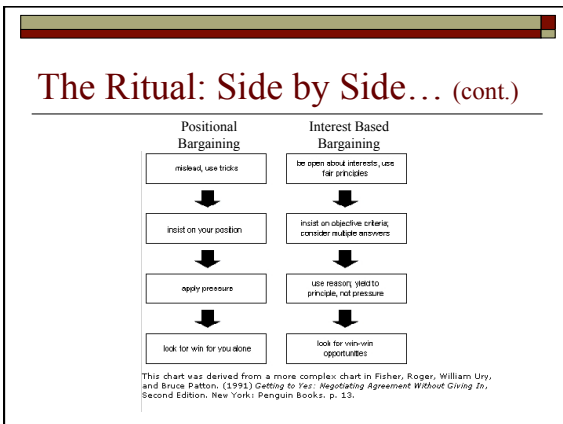 The Ritual: Side by Side… (cont.)
Positional
Bargaining
Interest Based
Bargaining
mislead, use tricks
be open about interests, use
fair principles
insist on your position
insist on objective criteria;
consider multiple answers
apply pressure
use reason; yield to
principle, not pressure
look for win for you alone
look for win-win
opportunities
This chart was derived from a more complex chart in Fisher, Roger, William Ury,
and Bruce Patton. (1991) Getting to Yes: Negotiating Agreement Without Giving In,
Second Edition. New York: Penguin Books. p. 13.